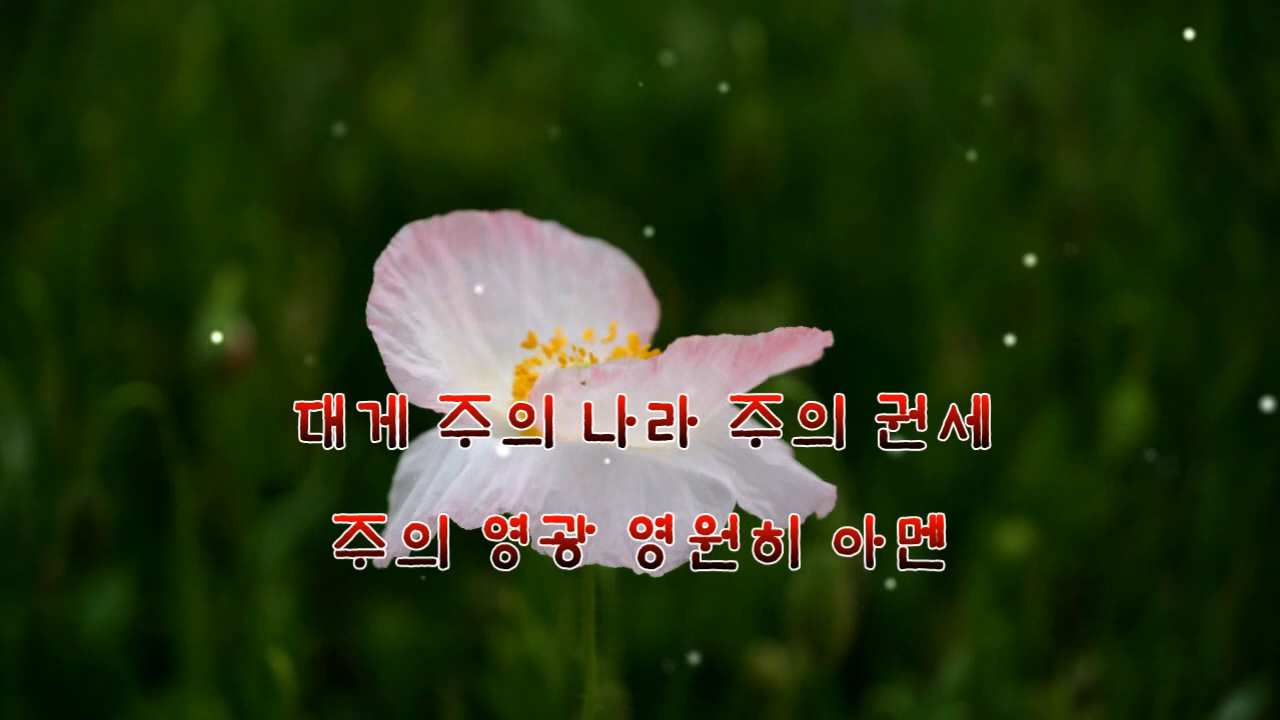 대게 주의 나라 주의 권세
주의 영광 영원히 아멘